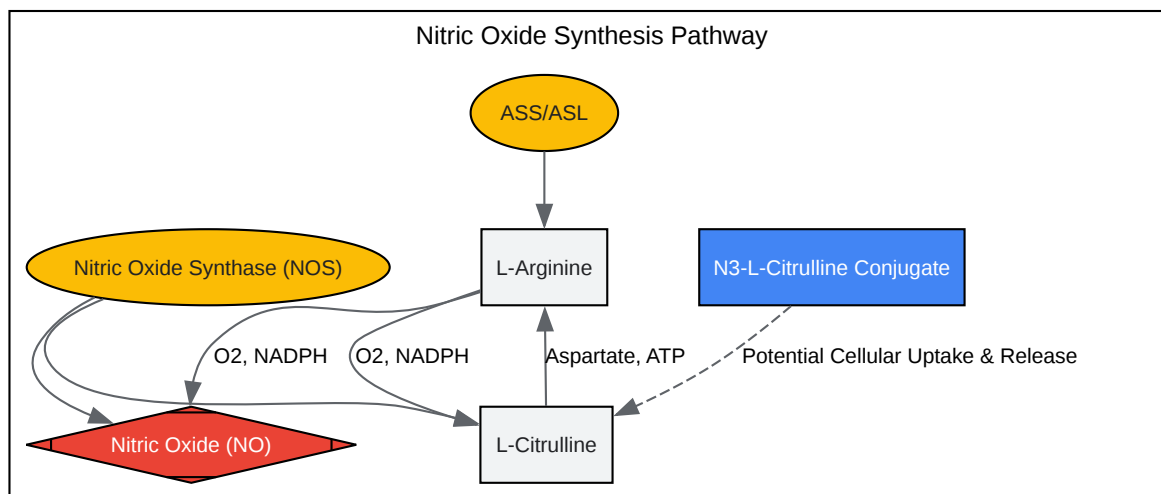 Nitric Oxide Synthesis Pathway
ASS/ASL
Nitric Oxide Synthase (NOS)
L-Arginine
N3-L-Citrulline Conjugate
O2, NADPH
O2, NADPH
Aspartate, ATP
Potential Cellular Uptake & Release
Nitric Oxide (NO)
L-Citrulline